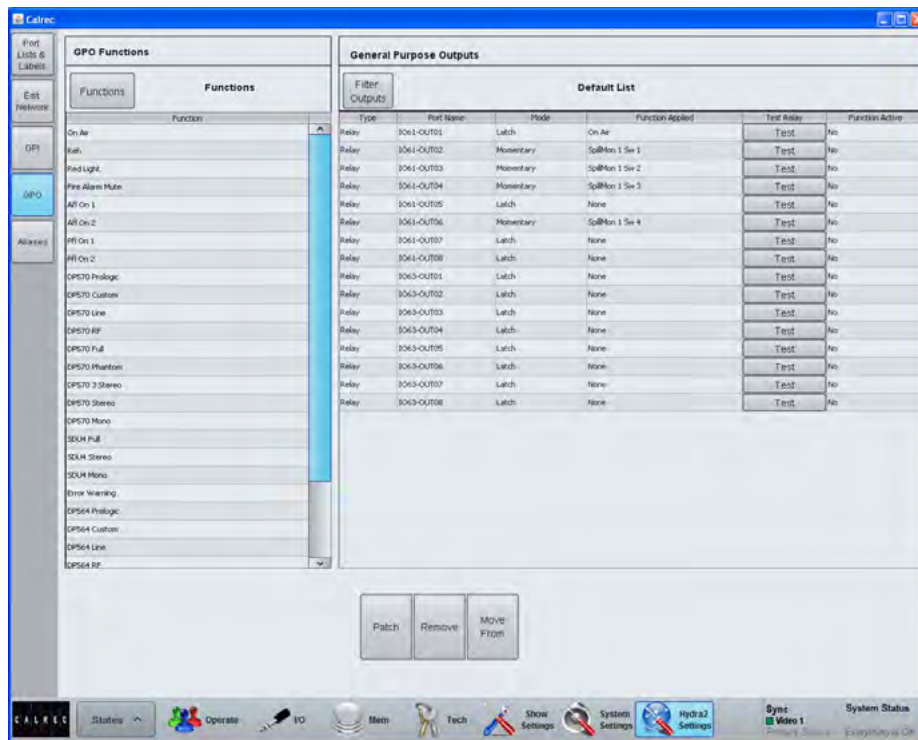 Calrec
Port Lists & Labels
Edit Network
GPI
GPO
Aliases
GPO Functions
Functions
Functions
Function
On Air
Reh
Red Light
Fire Alarm Mute
Afl On 1
Afl On 2
Pfl On 1
Pfl On 2
DP570 Prologic
DP570 Custom
DP570 Line
DP570 RF
DP570 Full
DP570 Phantom
DP570 3 Stereo
DP570 Stereo
DP570 Mono
SDU4 Full
SDU4 Stereo
SDU4 Mono
Error Warning
DP564 Prologic
DP564 Custom
DP564 Line
DP564 RF
General Purpose Outputs
Filter Outputs
Default List
Type Port Name Mode Function Applied Test Relay Function Active
Relay IO61-OUT01 Latch On Air Test No
Relay IO61-OUT02 Momentary SpillMon 1 Sw 1 Test No
Relay IO61-OUT03 Momentary SpillMon 1 Sw 2 Test No
Relay IO61-OUT04 Momentary SpillMon 1 Sw 3 Test No
Relay IO61-OUT05 Latch None Test No
Relay IO61-OUT06 Momentary SpillMon 1 Sw 4 Test No
Relay IO61-OUT07 Latch None Test No
Relay IO61-OUT08 Latch None Test No
Relay IO63-OUT01 Latch None Test No
Relay IO63-OUT02 Latch None Test No
Relay IO63-OUT03 Latch None Test No
Relay IO63-OUT04 Latch None Test No
Relay IO63-OUT05 Latch None Test No
Relay IO63-OUT06 Latch None Test No
Relay IO63-OUT07 Latch None Test No
Relay IO63-OUT08 Latch None Test No
Patch
Remove
Move From
CALREC
States
Operate
I/O
Mem
Tech
Show Settings
System Settings
Hydra2 Settings
Sync
Video 1
System Status